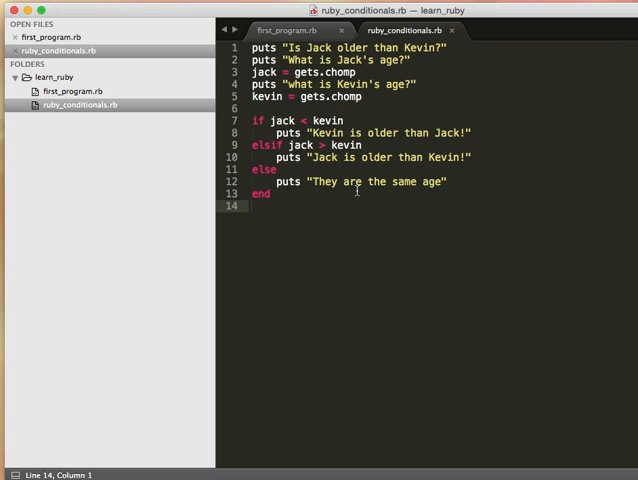 ruby_conditionals.rb — learn_ruby
OPEN FILES
first_program.rb
ruby_conditionals.rb
FOLDERS
learn_ruby
first_program.rb
ruby_conditionals.rb
first_program.rb
ruby_conditionals.rb
1 puts "Is Jack older than Kevin?"
2 puts "What is Jack's age?"
3 jack = gets.chomp
4 puts "what is Kevin's age?"
5 kevin = gets.chomp
6
7 if jack < kevin
8 puts "Kevin is older than Jack!"
9 elsif jack > kevin
10 puts "Jack is older than Kevin!"
11 else
12 puts "They are the same age"
13 end
14
Line 14, Column 1